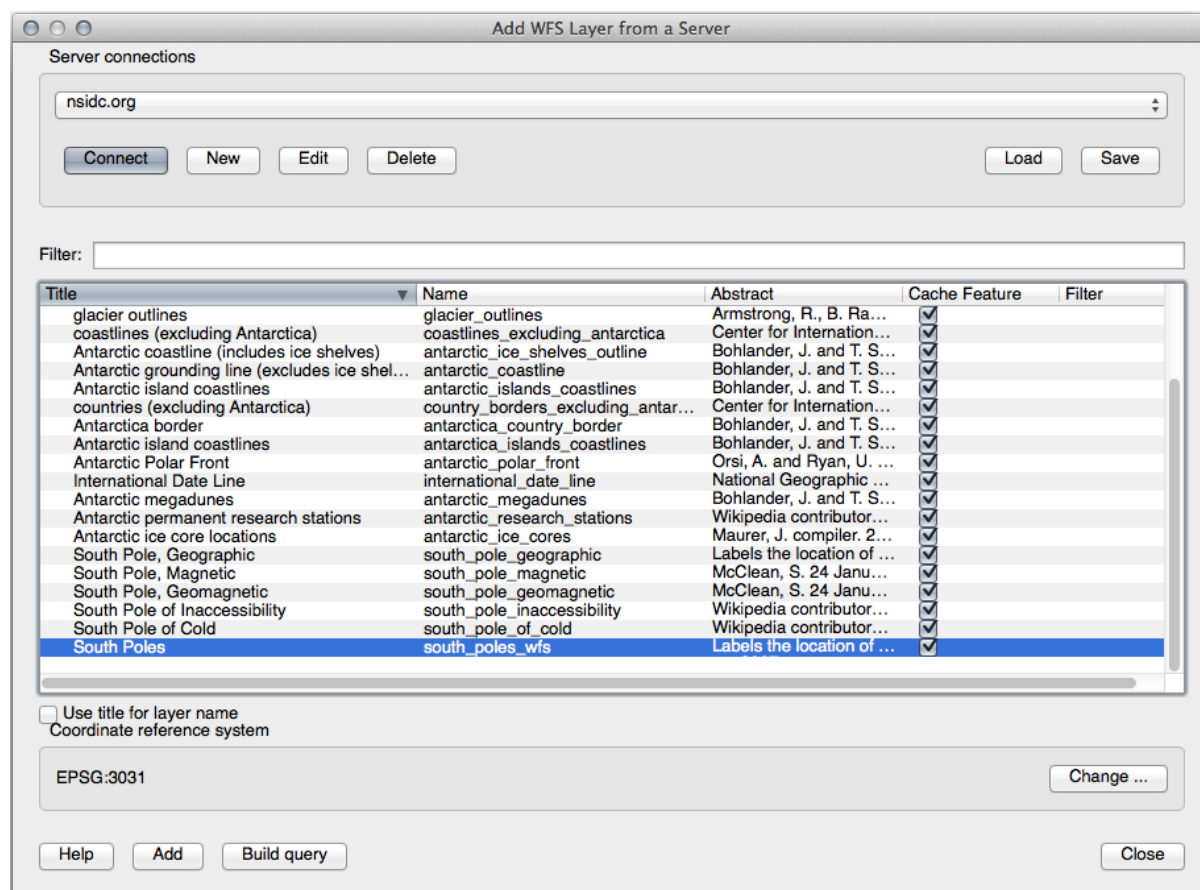 Add WFS Layer from a Server
Server connections
nsidc.org
Connect New Edit Delete Load Save
Filter:
Title Name Abstract Cache Feature Filter
glacier outlines glacier_outlines Armstrong, R., B. Ra...
coastlines (excluding Antarctica) coastlines_excluding_antarctica Center for Internation...
Antarctic coastline (includes ice shelves) antarctic_ice_shelves_outline Bohlander, J. and T. S...
Antarctic grounding line (excludes ice shel... antarctic_coastline Bohlander, J. and T. S...
Antarctic island coastlines antarctic_islands_coastlines Bohlander, J. and T. S...
countries (excluding Antarctica) country_borders_excluding_antar... Center for Internation...
Antarctica border antarctica_country_border Bohlander, J. and T. S...
Antarctic island coastlines antarctica_islands_coastlines Bohlander, J. and T. S...
Antarctic Polar Front antarctic_polar_front Orsi, A. and Ryan, U. ...
International Date Line international_date_line National Geographic ...
Antarctic megadunes antarctic_megadunes Bohlander, J. and T. S...
Antarctic permanent research stations antarctic_research_stations Wikipedia contributor...
Antarctic ice core locations antarctic_ice_cores Maurer, J. compiler. 2...
South Pole, Geographic south_pole_geographic Labels the location of ...
South Pole, Magnetic south_pole_magnetic McClean, S. 24 Janu...
South Pole, Geomagnetic south_pole_geomagnetic McClean, S. 24 Janu...
South Pole of Inaccessibility south_pole_inaccessibility Wikipedia contributor...
South Pole of Cold south_pole_of_cold Wikipedia contributor...
South Poles south_poles_wfs Labels the location of ...
Use title for layer name
Coordinate reference system
EPSG:3031 Change ...
Help Add Build query Close